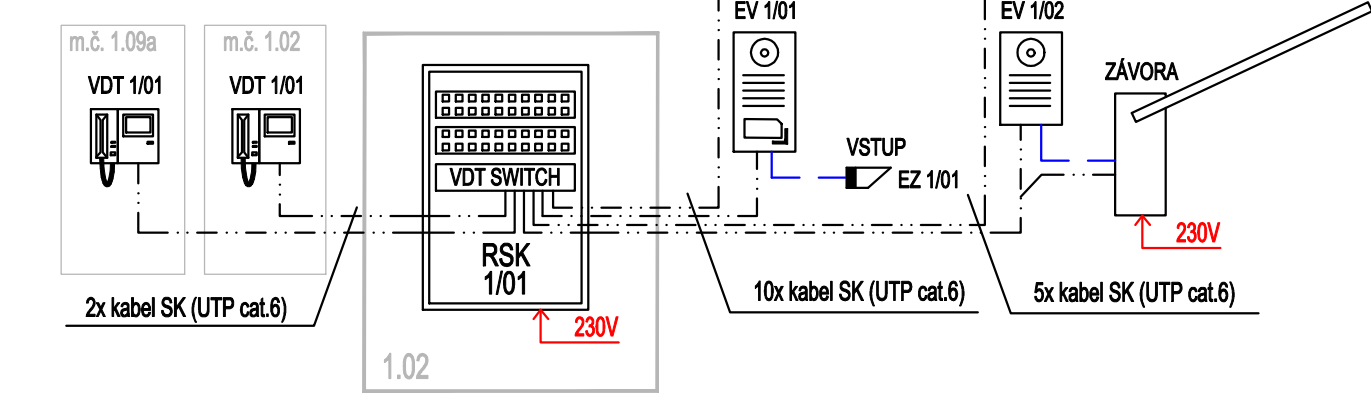 EV 1/01
EV 1/02
m.č. 1.09a
m.č. 1.02
VDT 1/01
VDT 1/01
ZÁVORA
VSTUP
EZ 1/01
VDT SWITCH
RSK
1/01
230V
230V
2x kabel SK (UTP cat.6)
10x kabel SK (UTP cat.6)
5x kabel SK (UTP cat.6)
1.02